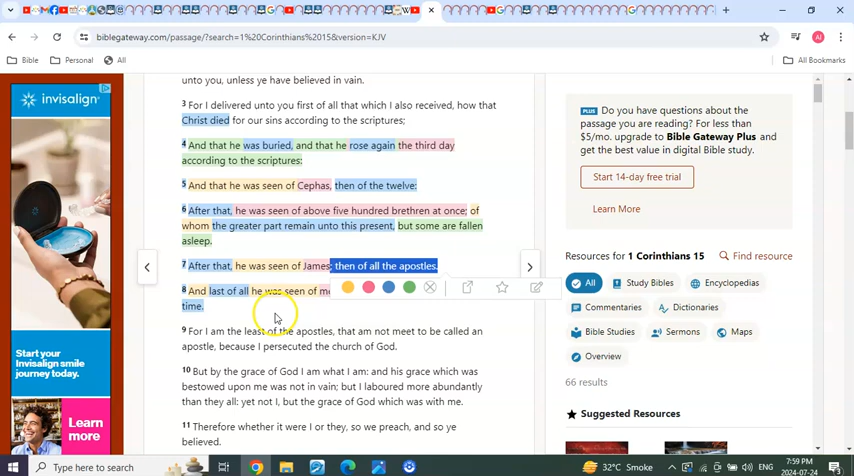 biblegateway.com/passage/?search=1%20Corinthians%2015&version=KJV
Bible
Personal
All
All Bookmarks
unto you, unless ye have believed in vain.
3 For I delivered unto you first of all that which I also received, how that
Christ died for our sins according to the scriptures;
4 And that he was buried, and that he rose again the third day
according to the scriptures:
5 And that he was seen of Cephas, then of the twelve:
6 After that, he was seen of above five hundred brethren at once; of
whom the greater part remain unto this present, but some are fallen
asleep.
7 After that, he was seen of James; then of all the apostles.
8 And last of all he was seen of me
time.
9 For I am the least of the apostles, that am not meet to be called an
apostle, because I persecuted the church of God.
10 But by the grace of God I am what I am: and his grace which was
bestowed upon me was not in vain; but I laboured more abundantly
than they all: yet not I, but the grace of God which was with me.
11 Therefore whether it were I or they, so we preach, and so ye
believed.
invisalign
Start your
Invisalign smile
journey today.
Learn
more
PLUS Do you have questions about the
passage you are reading? For less than
$5/mo. upgrade to Bible Gateway Plus and
get the best value in digital Bible study.
Start 14-day free trial
Learn More
Resources for 1 Corinthians 15
Find resource
All
Study Bibles
Encyclopedias
Commentaries
Dictionaries
Bible Studies
Sermons
Maps
Overview
66 results
Suggested Resources
Type here to search
32°C Smoke
ENG
7:59 PM
2024-07-24